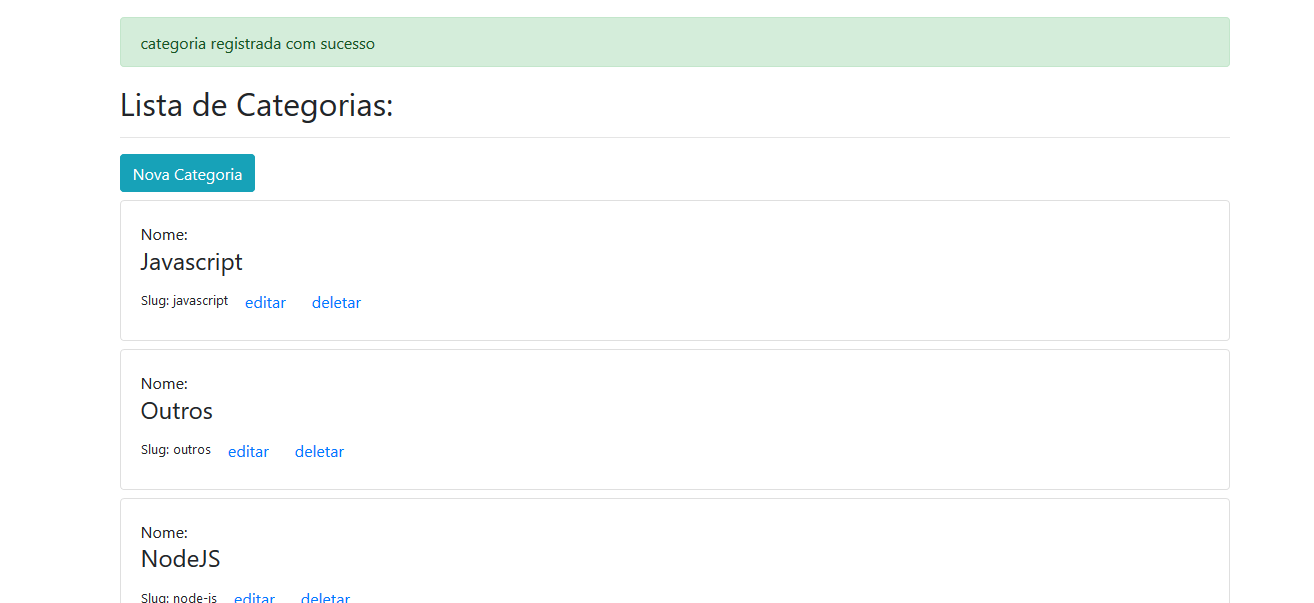 categoria registrada com sucesso
Lista de Categorias:
Nova Categoria
Nome:
Javascript
Slug: javascript editar deletar
Nome:
Outros
Slug: outros editar deletar
Nome:
NodeJS
Slug: node-js editar deletar